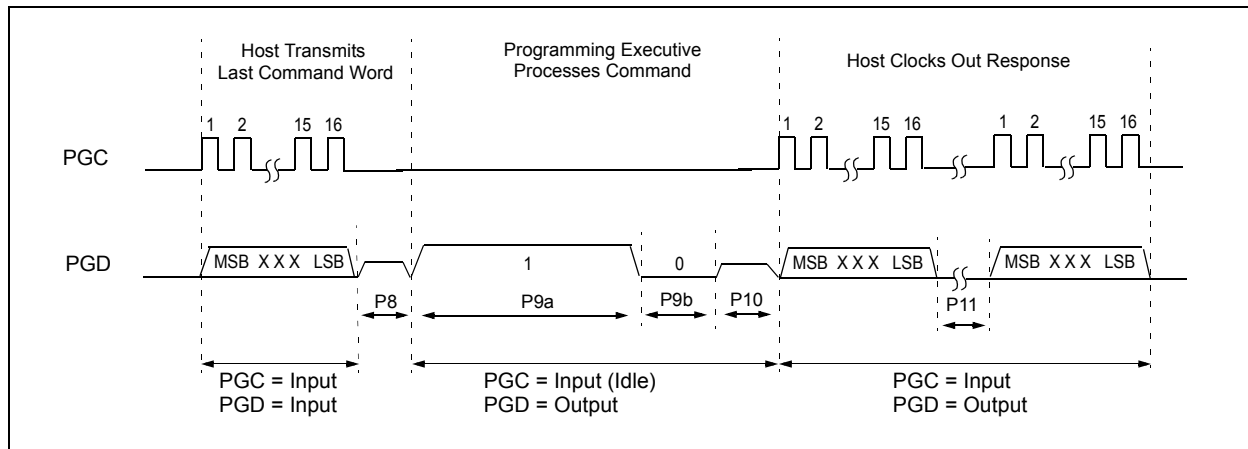 Host Transmits
Last Command Word
Programming Executive
Processes Command
Host Clocks Out Response
1 2 15 16 1 2 15 16 1 2 15 16
PGC
PGD
MSB X X X LSB 1 0 MSB X X X LSB MSB X X X LSB
P8 P9a P9b P10 P11
PGC = Input PGC = Input (Idle) PGC = Input
PGD = Input PGD = Output PGD = Output